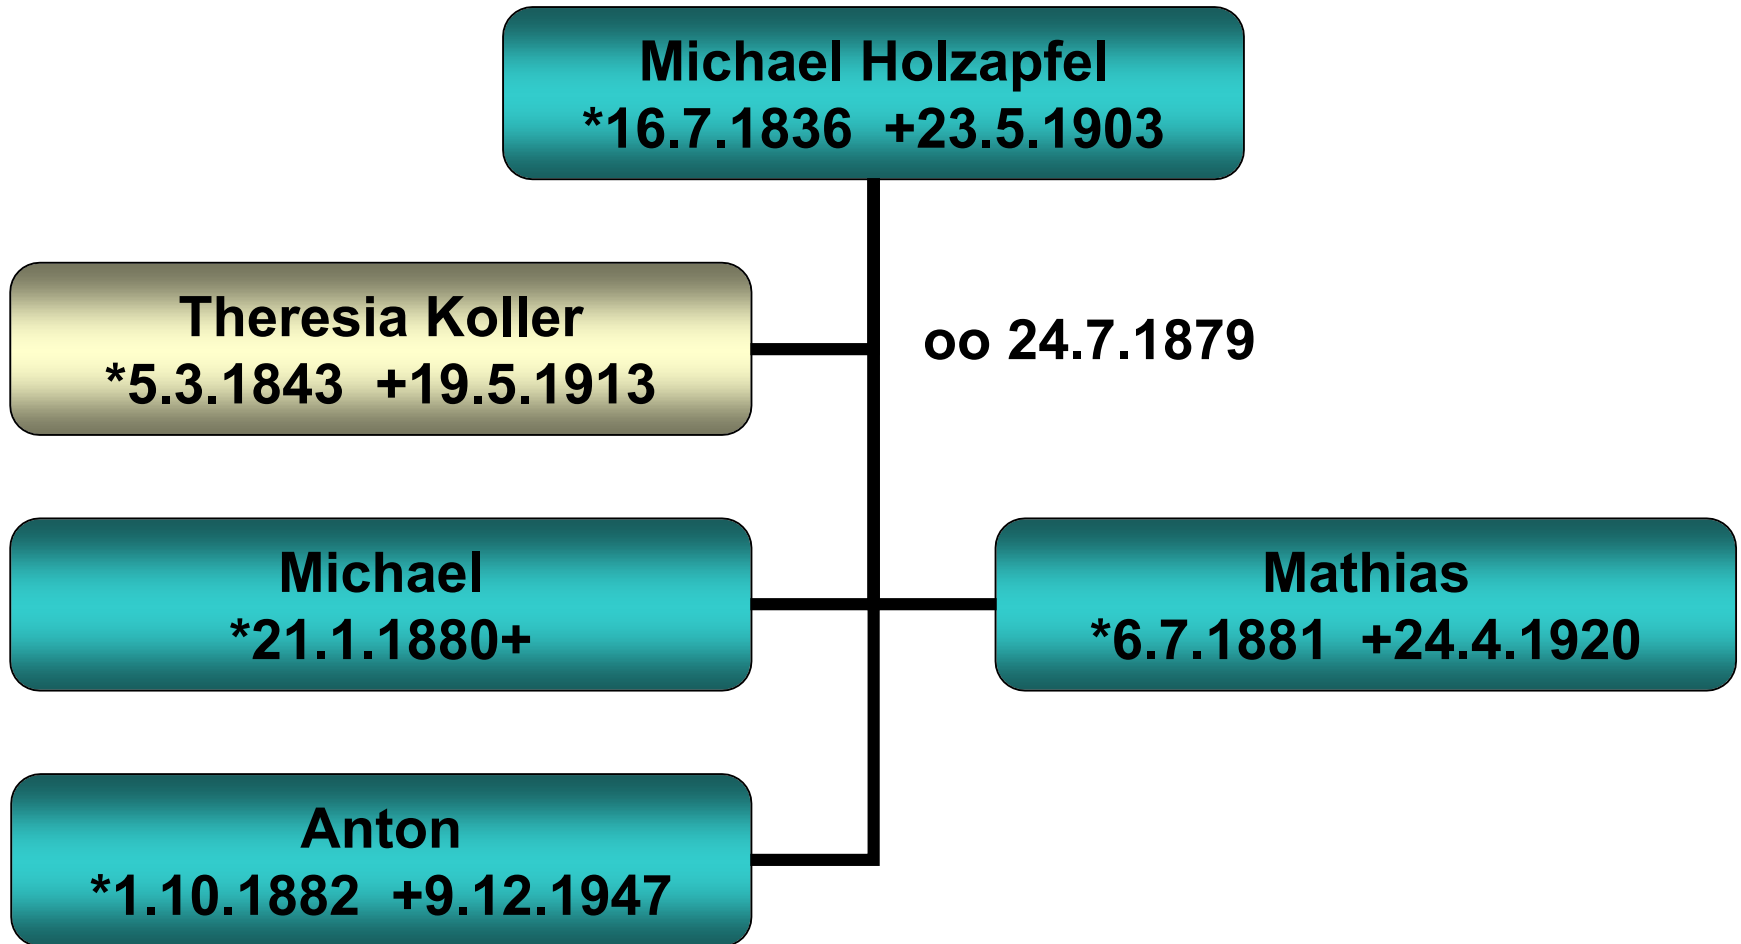 Michael Holzapfel
*16.7.1836 +23.5.1903
Theresia Koller
*5.3.1843 +19.5.1913
oo 24.7.1879
Michael
*21.1.1880+
Mathias
*6.7.1881 +24.4.1920
Anton
*1.10.1882 +9.12.1947